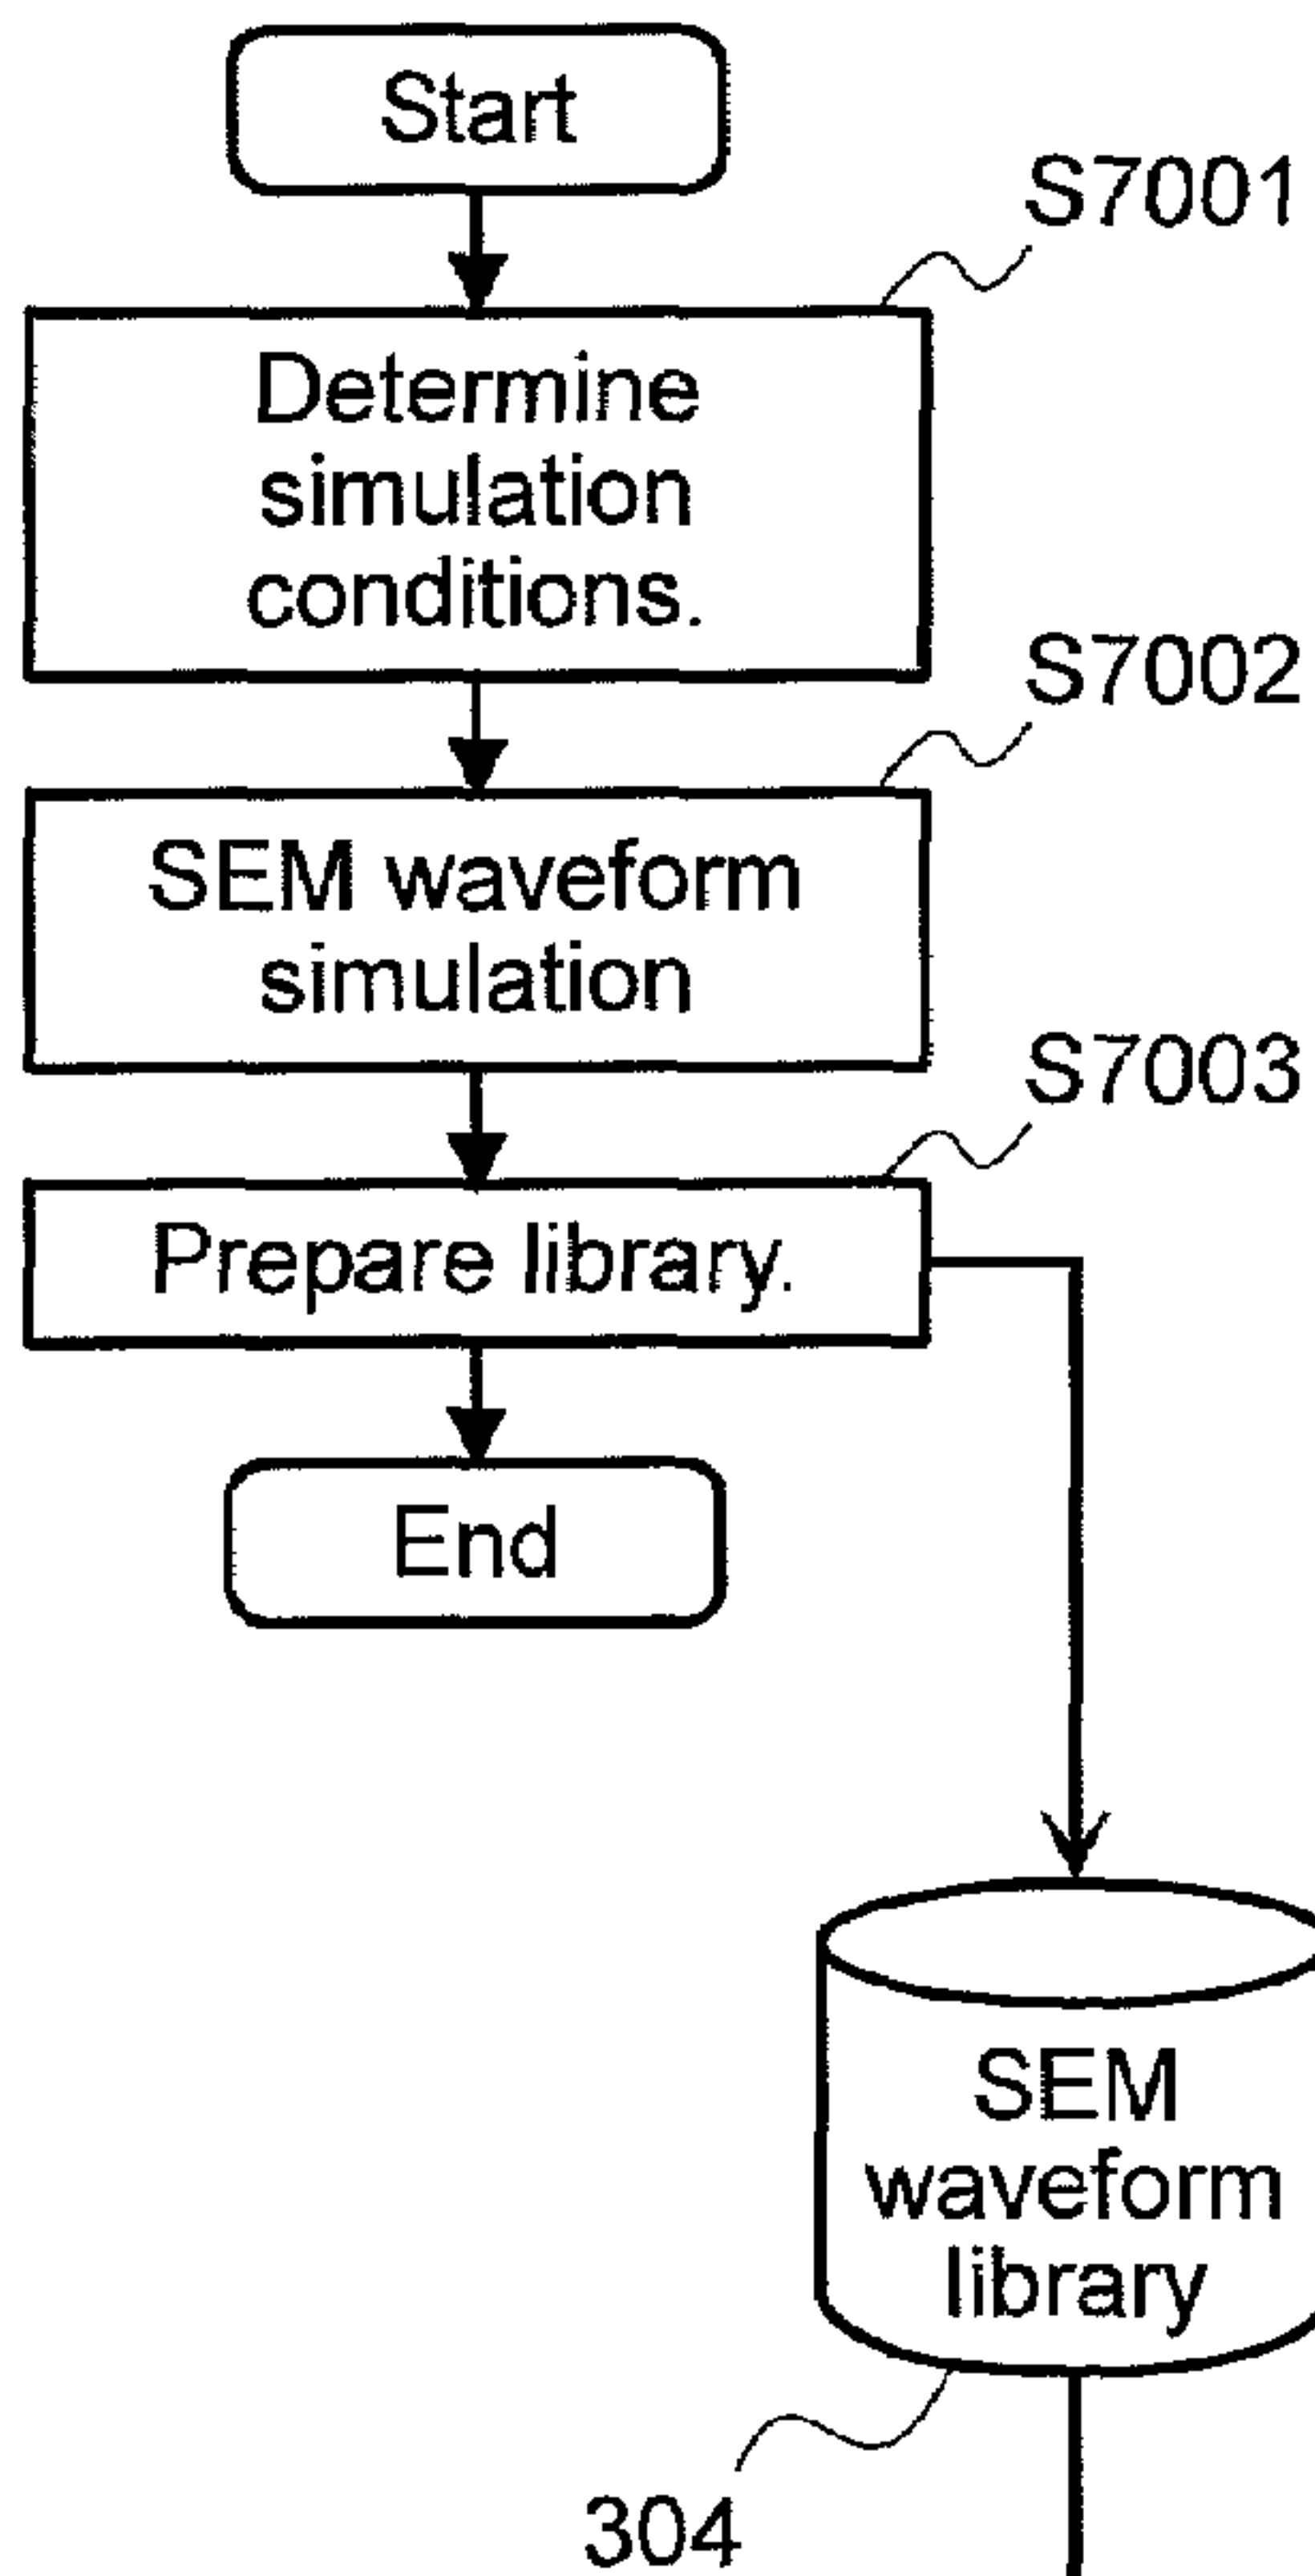 Start
S7001
Determine
simulation
conditions.
S7002
SEM waveform
simulation
S7003
Prepare library.
End
SEM
waveform
library
304